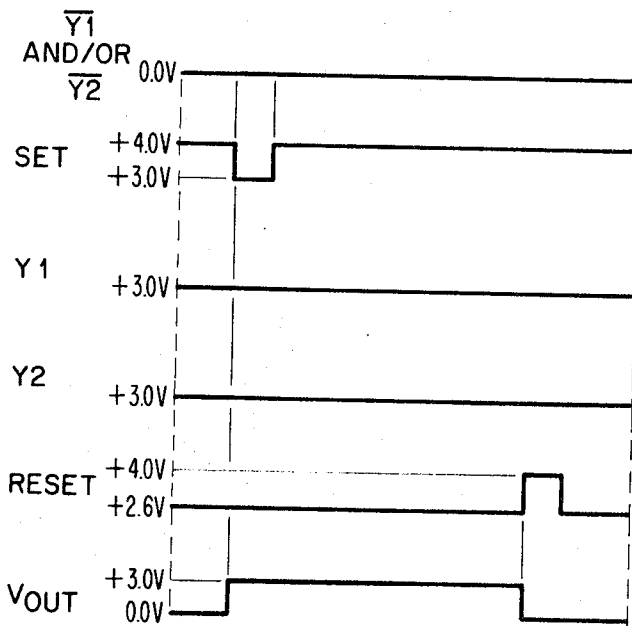 Y1
AND/OR
Y2 0.0V
SET +4.0V
+3.0V
Y1
+3.0V
Y2
+3.0V
+4.0V
RESET
+2.6V
+3.0V
VOUT
0.0V